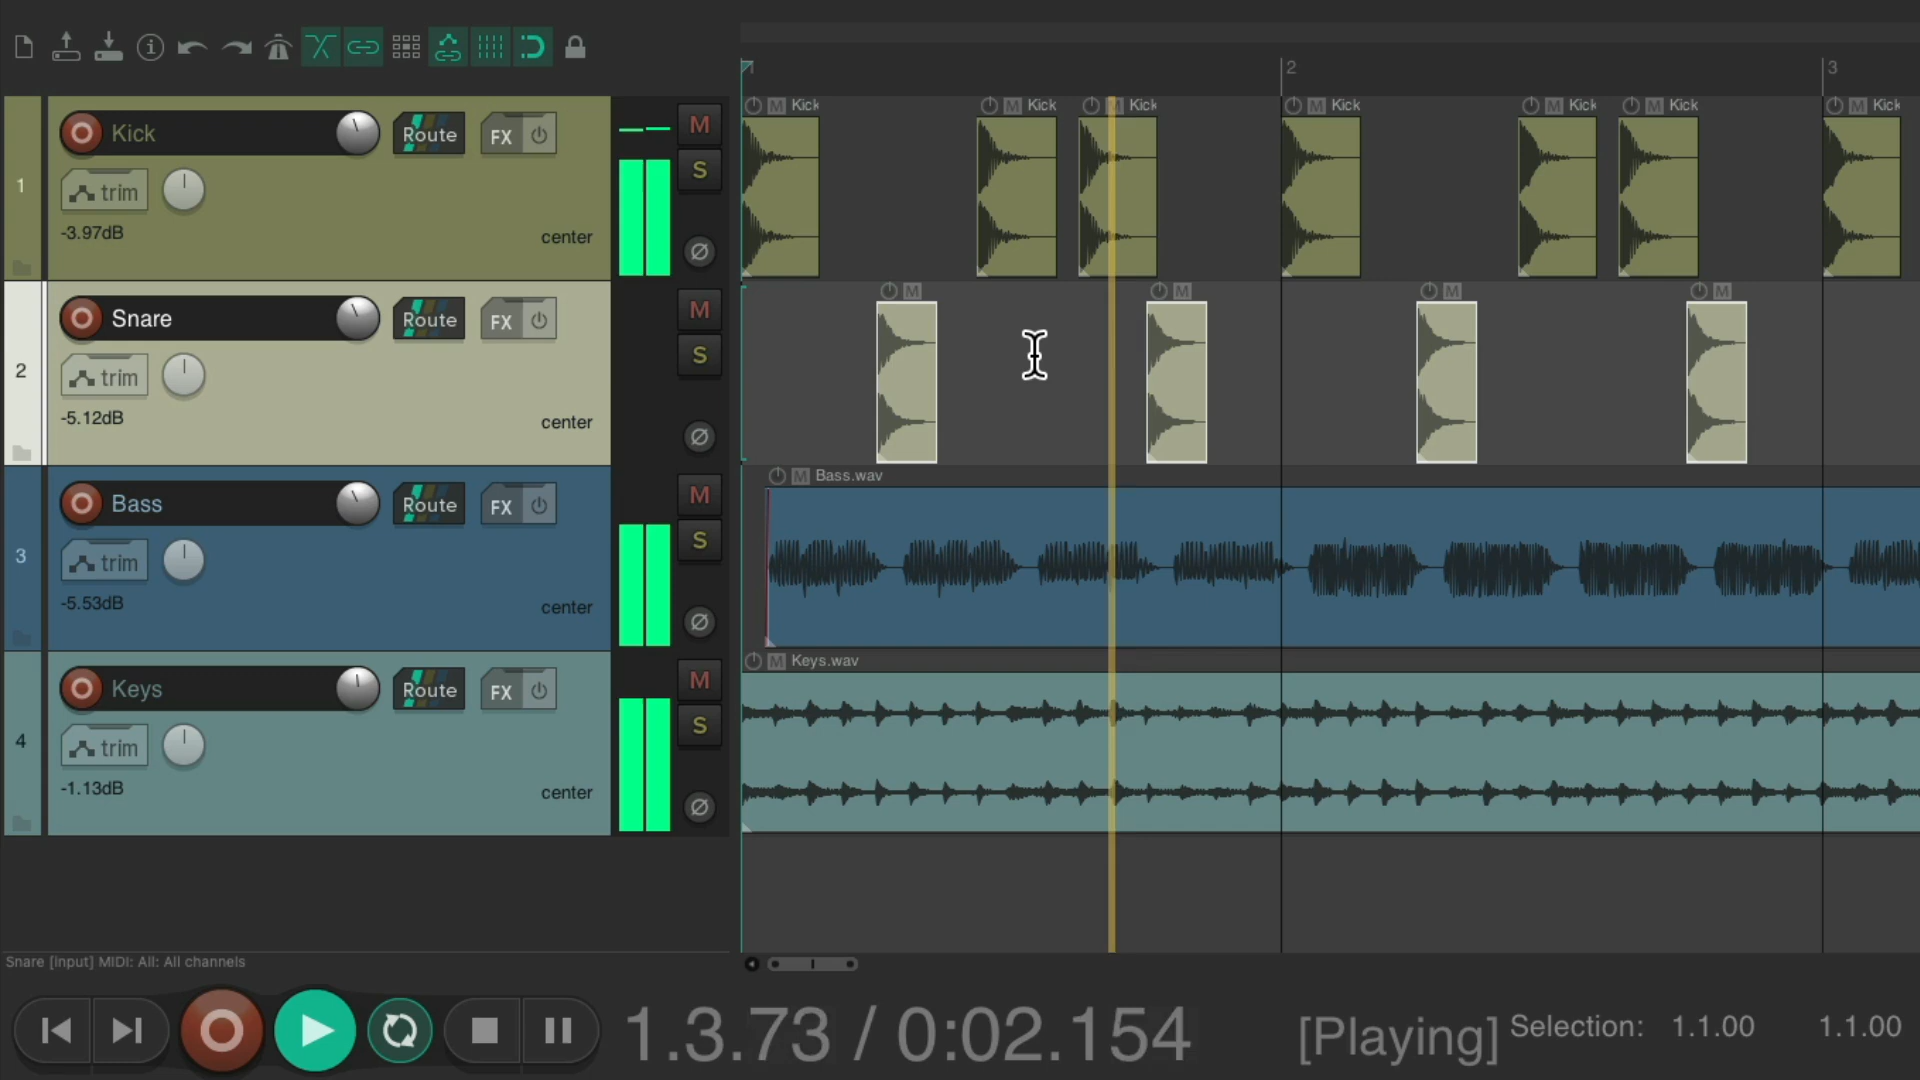 2
3
M Kick
M Kick
M Kick
M Kick
M Kick
M Kick
M Kick
1
Kick
Route
FX
M
S
trim
-3.97dB
center
Ø
M
M
M
M
2
Snare
Route
FX
M
S
trim
-5.12dB
center
Ø
M Bass.wav
3
Bass
Route
FX
M
S
trim
-5.53dB
center
Ø
M Keys.wav
4
Keys
Route
FX
M
S
trim
-1.13dB
center
Ø
Snare [Input] MIDI: All: All channels
1.3.73 / 0:02.154
[Playing]
Selection: 1.1.00 1.1.00